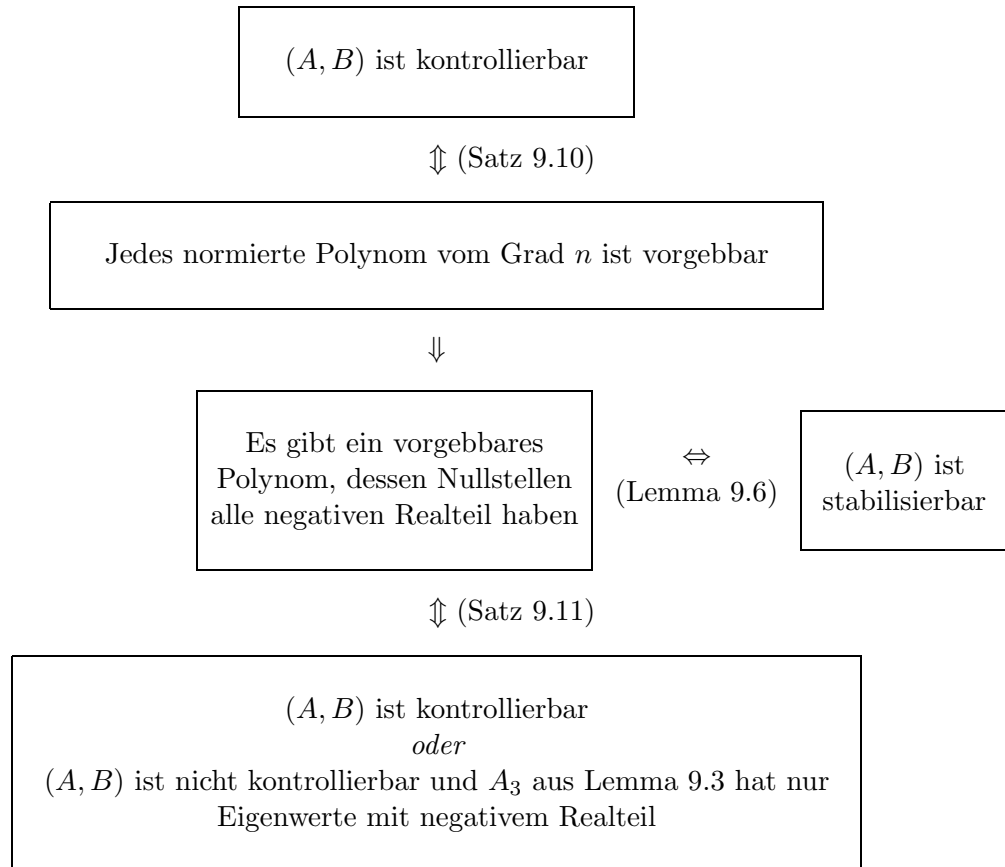 (A, B) ist kontrollierbar
⇕ (Satz 9.10)
Jedes normierte Polynom vom Grad n ist vorgebbar
⇓
Es gibt ein vorgebbares
Polynom, dessen Nullstellen
alle negativen Realteil haben
⇔
(Lemma 9.6)
(A, B) ist
stabilisierbar
⇕ (Satz 9.11)
(A, B) ist kontrollierbar
oder
(A, B) ist nicht kontrollierbar und A₃ aus Lemma 9.3 hat nur
Eigenwerte mit negativem Realteil